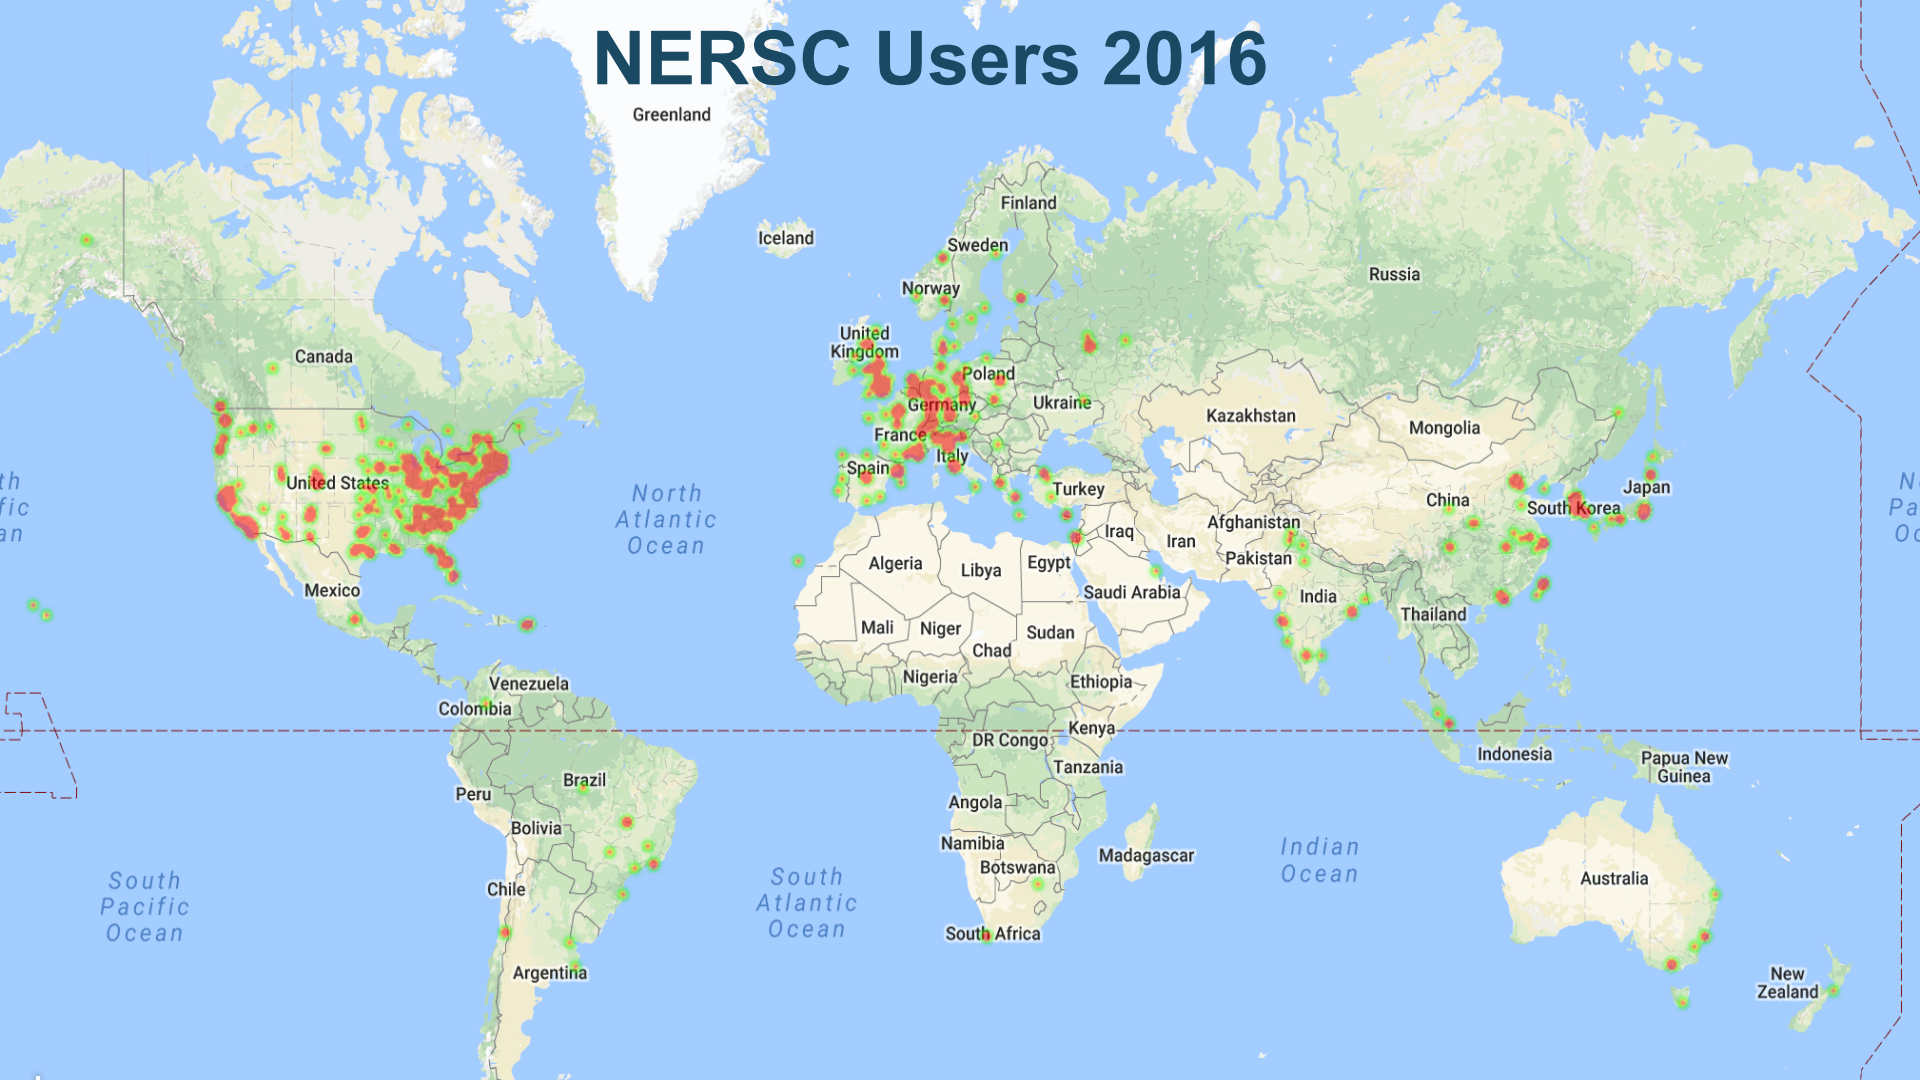 NERSC Users 2016
Greenland
Finland
Iceland
Sweden
Russia
Norway
United
Kingdom
Canada
Poland
Germany
Ukraine
Kazakhstan
Mongolia
France
Italy
Spain
United States
Turkey
China
Japan
South Korea
North
Atlantic
Ocean
Afghanistan
Iraq
Iran
Pakistan
Algeria
Libya
Egypt
Saudi Arabia
Mexico
India
Thailand
Mali
Niger
Sudan
Chad
Nigeria
Ethiopia
Venezuela
Colombia
Kenya
DR Congo
Indonesia
Papua New
Guinea
Tanzania
Brazil
Peru
Angola
Bolivia
Namibia
Botswana
Madagascar
Indian
Ocean
Australia
Chile
South
Pacific
Ocean
South
Atlantic
Ocean
South Africa
Argentina
New
Zealand